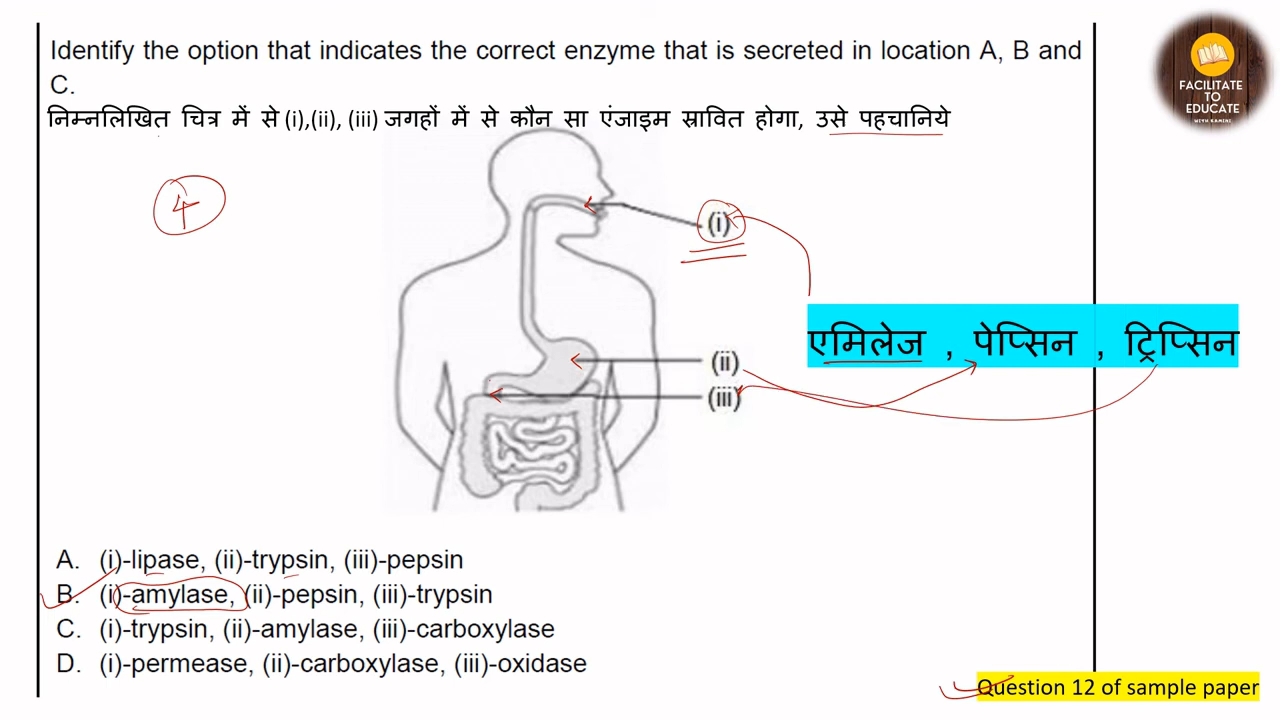 Identify the option that indicates the correct enzyme that is secreted in location A, B and
C.
निम्नलिखित चित्र में से (i),(ii), (iii) जगहों में से कौन सा एंजाइम स्रावित होगा, उसे पहचानिये
FACILITATE
TO
EDUCATE
WITH KAMINI
4
(i)
एमिलेज , पेप्सिन , ट्रिप्सिन
(ii)
(iii)
A. (i)-lipase, (ii)-trypsin, (iii)-pepsin
B. (i)-amylase, (ii)-pepsin, (iii)-trypsin
C. (i)-trypsin, (ii)-amylase, (iii)-carboxylase
D. (i)-permease, (ii)-carboxylase, (iii)-oxidase
Question 12 of sample paper